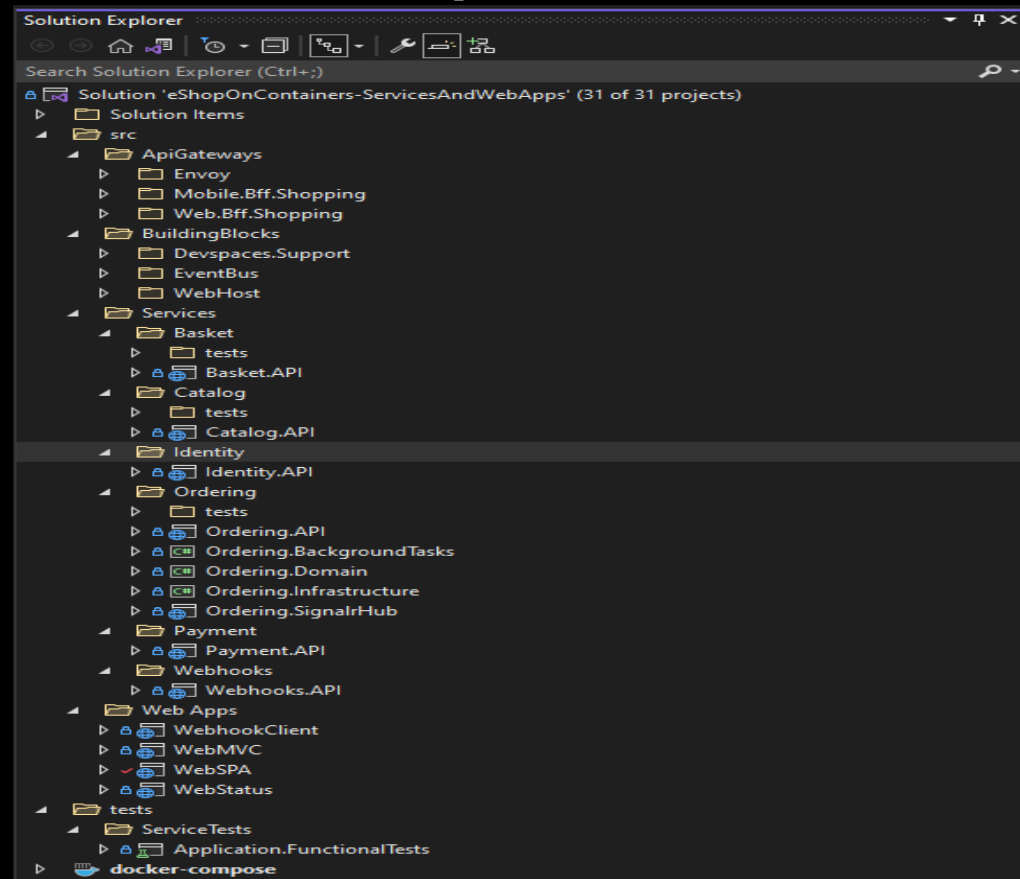 Solution Explorer
Search Solution Explorer (Ctrl+;)
Solution 'eShopOnContainers-ServicesAndWebApps' (31 of 31 projects)
Solution Items
src
ApiGateways
Envoy
Mobile.Bff.Shopping
Web.Bff.Shopping
BuildingBlocks
Devspaces.Support
EventBus
WebHost
Services
Basket
tests
Basket.API
Catalog
tests
Catalog.API
Identity
Identity.API
Ordering
tests
Ordering.API
C# Ordering.BackgroundTasks
C# Ordering.Domain
C# Ordering.Infrastructure
Ordering.SignalrHub
Payment
Payment.API
Webhooks
Webhooks.API
Web Apps
WebhookClient
WebMVC
WebSPA
WebStatus
tests
ServiceTests
Application.FunctionalTests
docker-compose